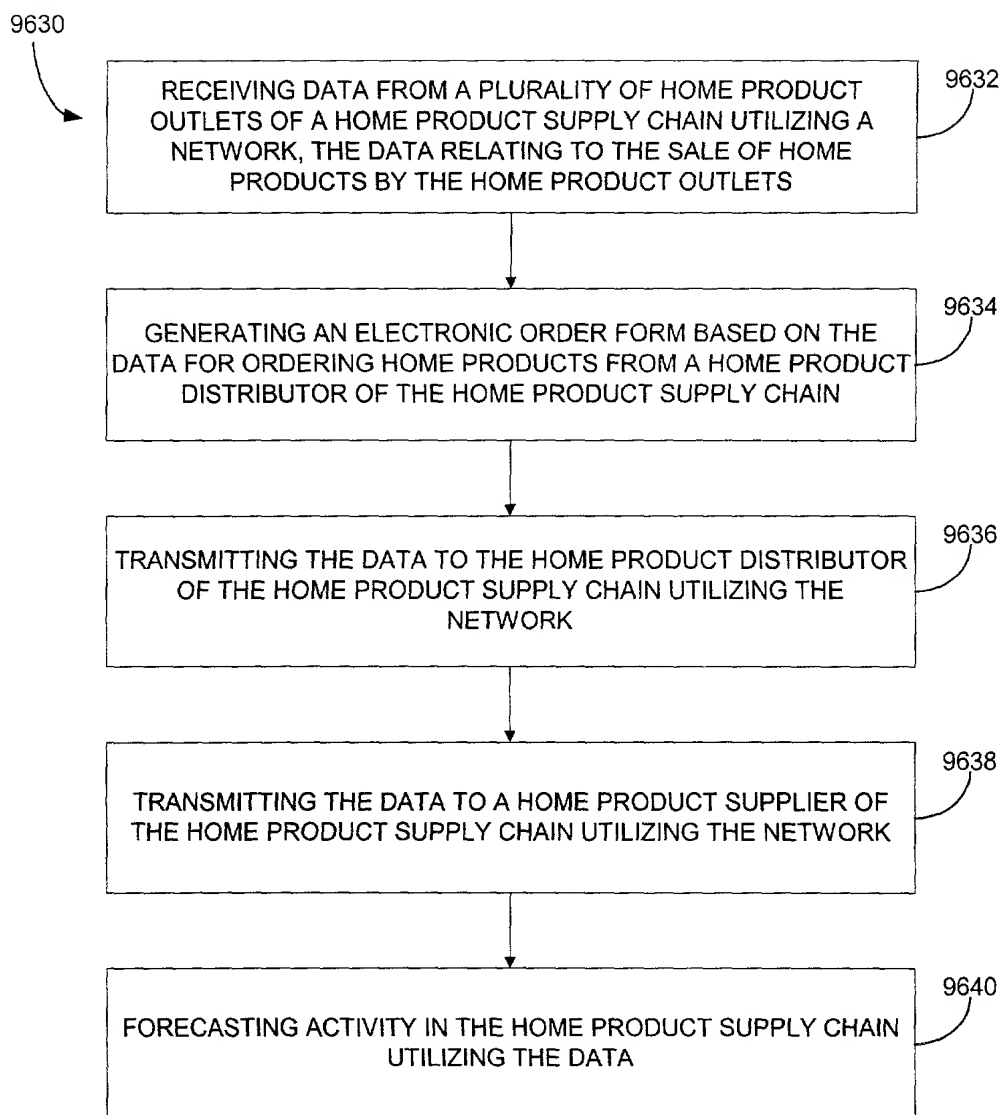 9630
RECEIVING DATA FROM A PLURALITY OF HOME PRODUCT
OUTLETS OF A HOME PRODUCT SUPPLY CHAIN UTILIZING A
NETWORK, THE DATA RELATING TO THE SALE OF HOME
PRODUCTS BY THE HOME PRODUCT OUTLETS
9632
GENERATING AN ELECTRONIC ORDER FORM BASED ON THE
DATA FOR ORDERING HOME PRODUCTS FROM A HOME PRODUCT
DISTRIBUTOR OF THE HOME PRODUCT SUPPLY CHAIN
9634
TRANSMITTING THE DATA TO THE HOME PRODUCT DISTRIBUTOR
OF THE HOME PRODUCT SUPPLY CHAIN UTILIZING THE
NETWORK
9636
TRANSMITTING THE DATA TO A HOME PRODUCT SUPPLIER OF
THE HOME PRODUCT SUPPLY CHAIN UTILIZING THE NETWORK
9638
FORECASTING ACTIVITY IN THE HOME PRODUCT SUPPLY CHAIN
UTILIZING THE DATA
9640